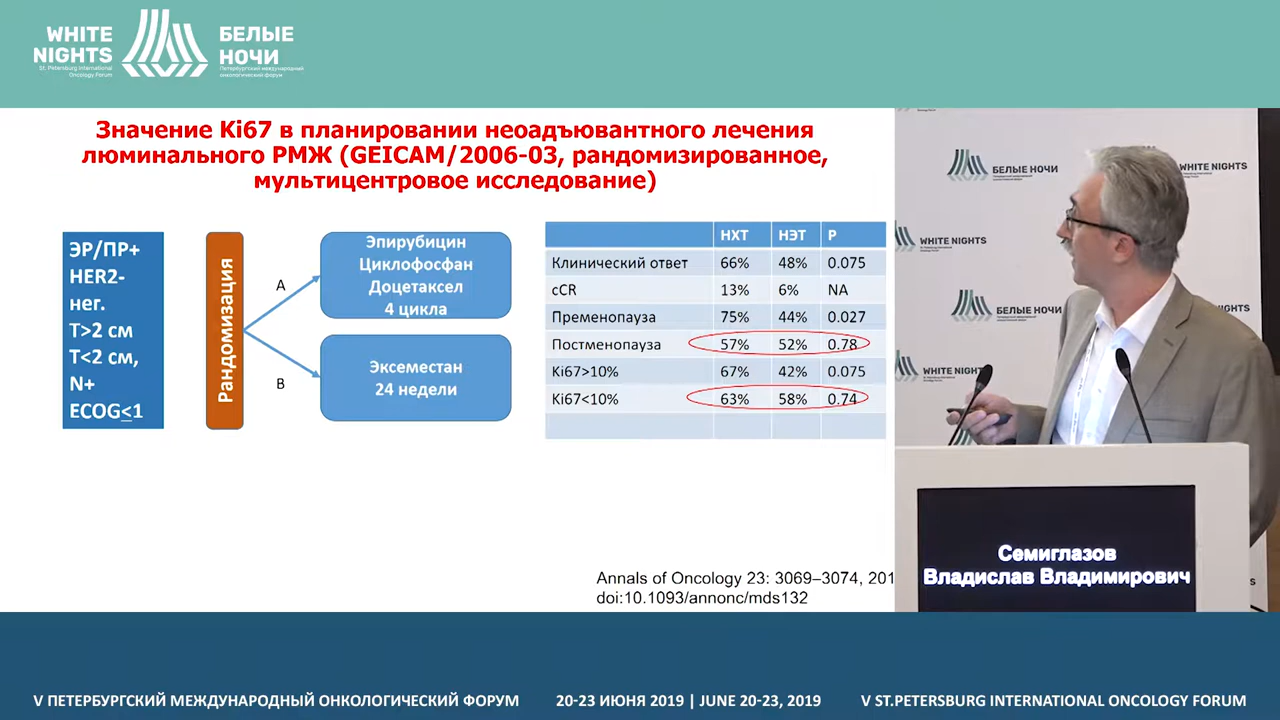 WHITE
NIGHTS
St. Petersburg International
Oncology Forum
БЕЛЫЕ
НОЧИ
Петербургский международный
онкологический форум
Значение Ki67 в планировании неоадъювантного лечения
люминального РМЖ (GEICAM/2006-03, рандомизированное,
мультицентровое исследование)
ЭР/ПР+
HER2-
нег.
T>2 см
T<2 см,
N+
ECOG≤1
Рандомизация
A
B
Эпирубицин
Циклофосфан
Доцетаксел
4 цикла
Эксеместан
24 недели
НХТ НЭТ P
Клинический ответ 66% 48% 0.075
cCR 13% 6% NA
Пременопауза 75% 44% 0.027
Постменопауза 57% 52% 0.78
Ki67>10% 67% 42% 0.075
Ki67<10% 63% 58% 0.74
Annals of Oncology 23: 3069–3074, 201
doi:10.1093/annonc/mds132
БЕЛЫЕ НОЧИ
WHITE NIGHTS
WHITE NIGHTS
БЕЛЫЕ НОЧИ
WHITE NIGHTS
Семиглазов
Владислав Владимирович
V ПЕТЕРБУРГСКИЙ МЕЖДУНАРОДНЫЙ ОНКОЛОГИЧЕСКИЙ ФОРУМ
20-23 ИЮНЯ 2019 | JUNE 20-23, 2019
V ST.PETERSBURG INTERNATIONAL ONCOLOGY FORUM